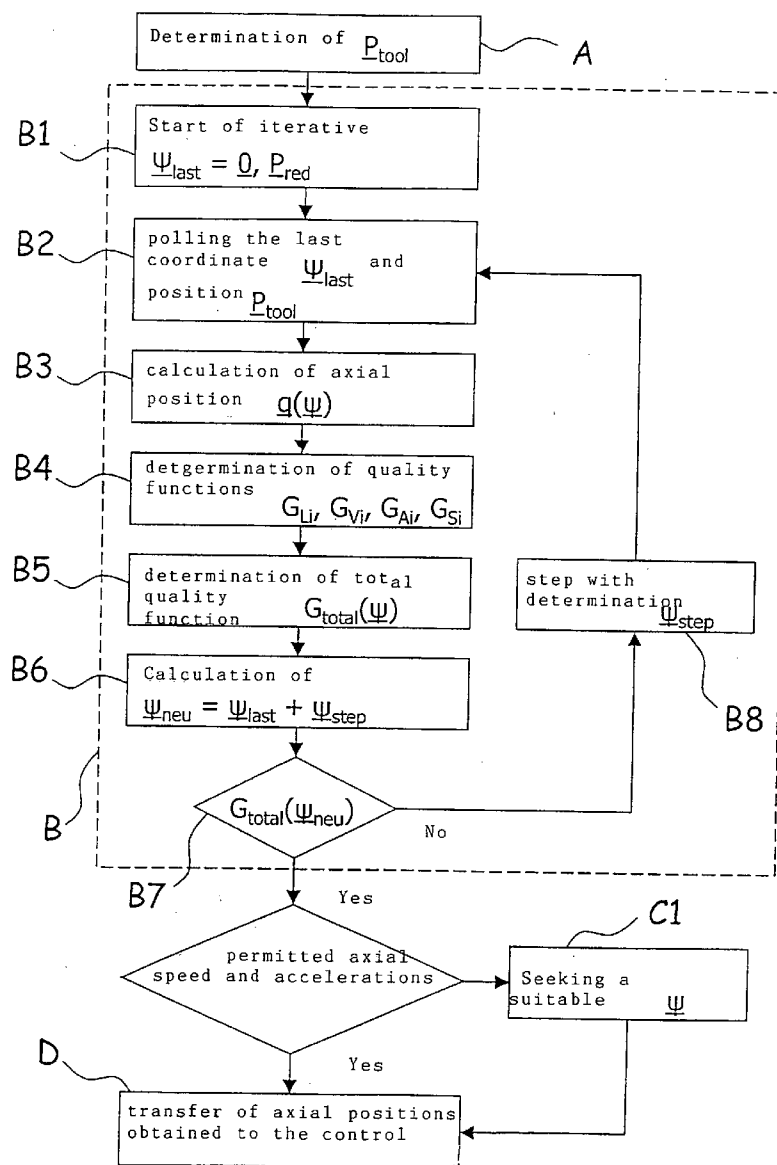 Determination of P_tool
A
B1
Start of iterative
Ψ_last = 0, P_red
B2
polling the last
coordinate Ψ_last and
position P_tool
B3
calculation of axial
position q(Ψ)
B4
detgermination of quality
functions
G_Li, G_Vi, G_Ai, G_Si
B5
determination of total
quality
function G_total(Ψ)
step with
determination
Ψ_step
B8
B6
Calculation of
Ψ_neu = Ψ_last + Ψ_step
B
G_total(Ψ_neu)
No
B7
Yes
permitted axial
speed and accelerations
C1
Seeking a
suitable Ψ
Yes
D
transfer of axial positions
obtained to the control